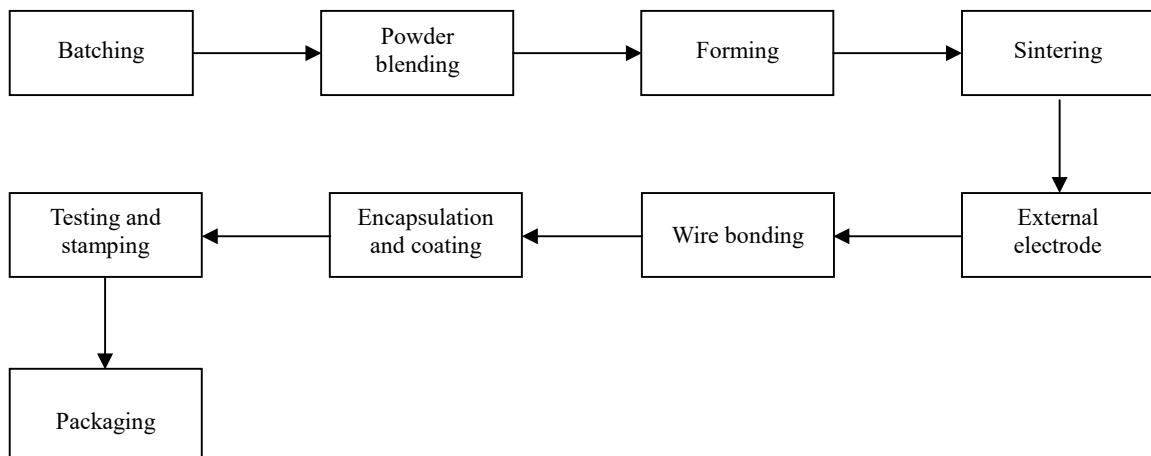 Batching
Powder
blending
Forming
Sintering
External
electrode
Wire bonding
Encapsulation
and coating
Testing and
stamping
Packaging